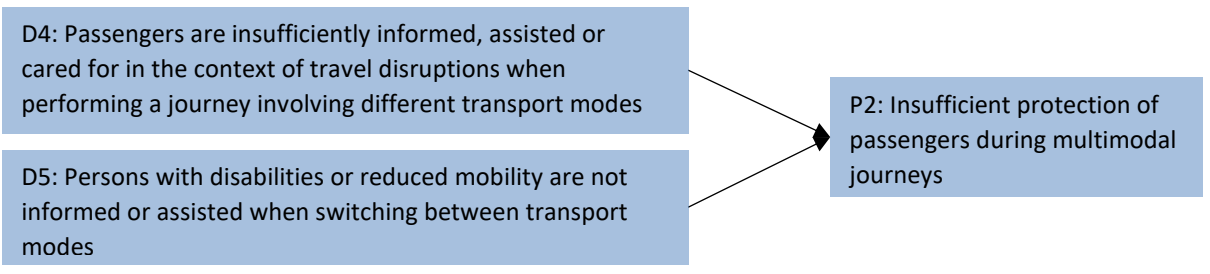 D4: Passengers are insufficiently informed, assisted or
cared for in the context of travel disruptions when
performing a journey involving different transport modes
D5: Persons with disabilities or reduced mobility are not
informed or assisted when switching between transport
modes
P2: Insufficient protection of
passengers during multimodal
journeys